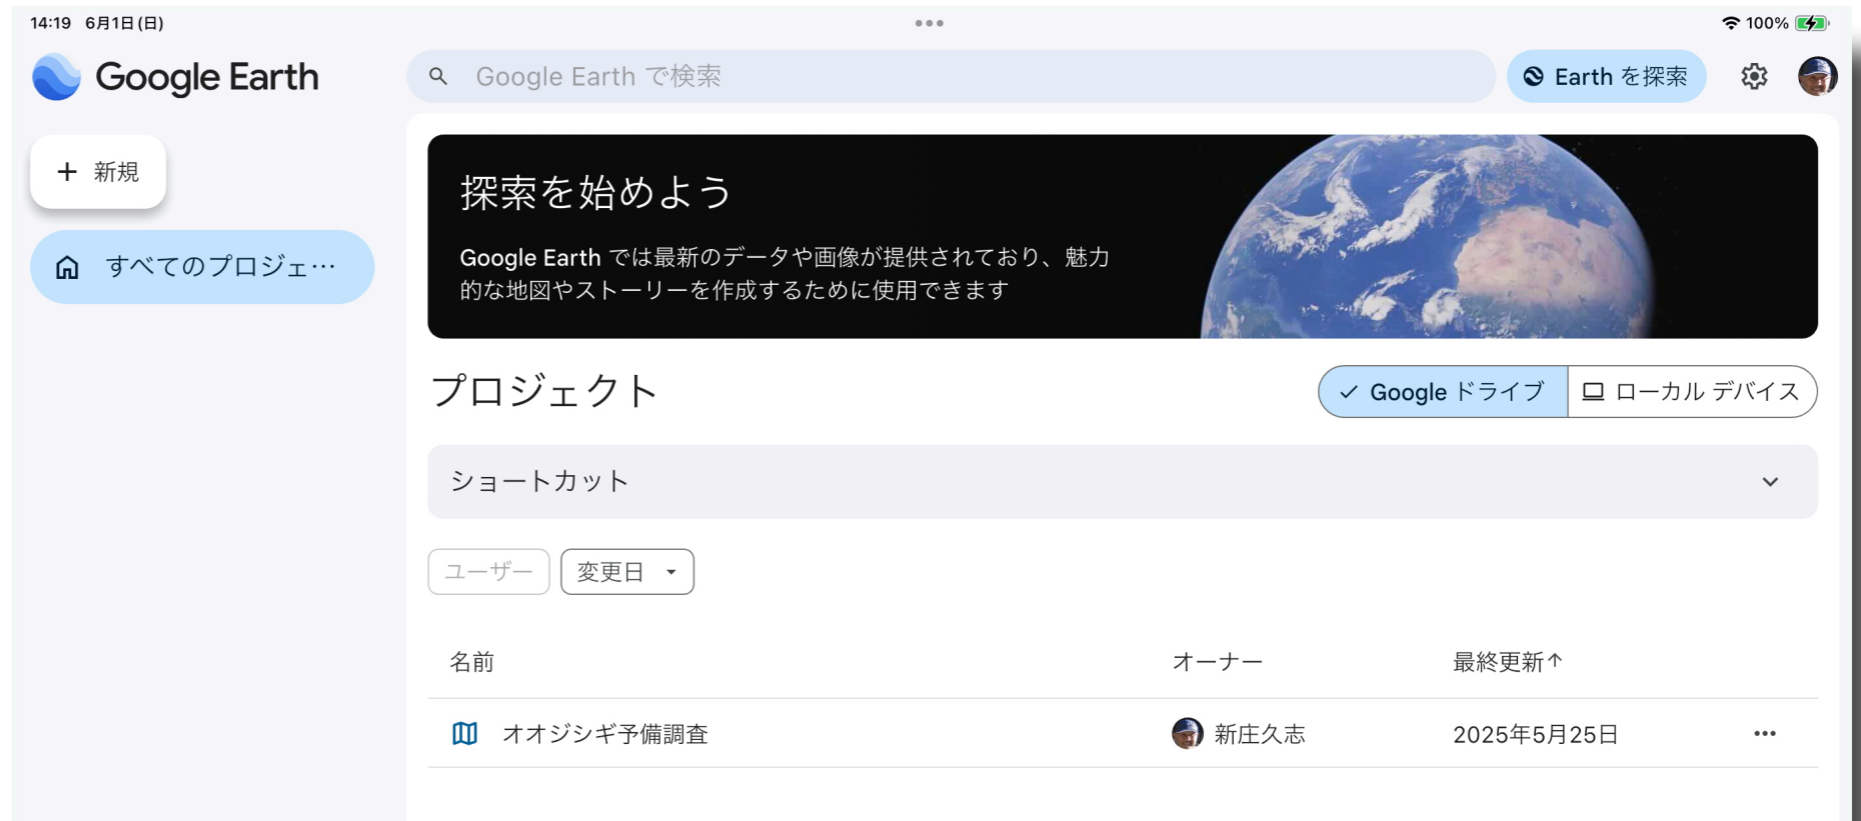 14:19 6月1日(日)
100%
Google Earth
Google Earth で検索
Earth を探索
+ 新規
すべてのプロジェ…
探索を始めよう
Google Earth では最新のデータや画像が提供されており、魅力
的な地図やストーリーを作成するために使用できます
プロジェクト
Google ドライブ
ローカル デバイス
ショートカット
ユーザー
変更日
名前
オーナー
最終更新↑
オオジシギ予備調査
新庄久志
2025年5月25日